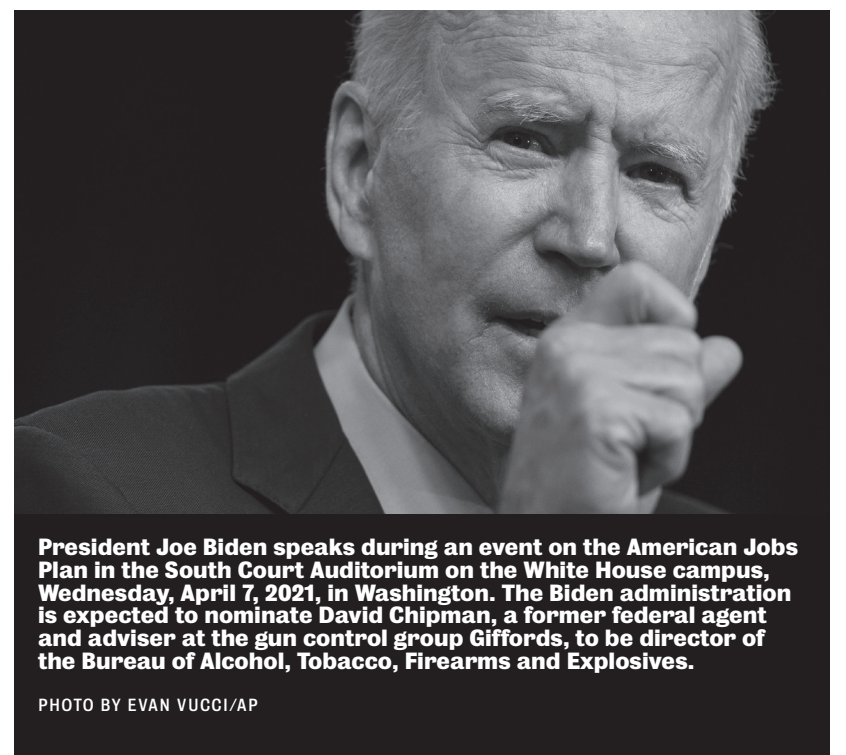 President Joe Biden speaks during an event on the American Jobs
Plan in the South Court Auditorium on the White House campus,
Wednesday, April 7, 2021, in Washington. The Biden administration
is expected to nominate David Chipman, a former federal agent
and adviser at the gun control group Giffords, to be director of
the Bureau of Alcohol, Tobacco, Firearms and Explosives.
PHOTO BY EVAN VUCCI/AP